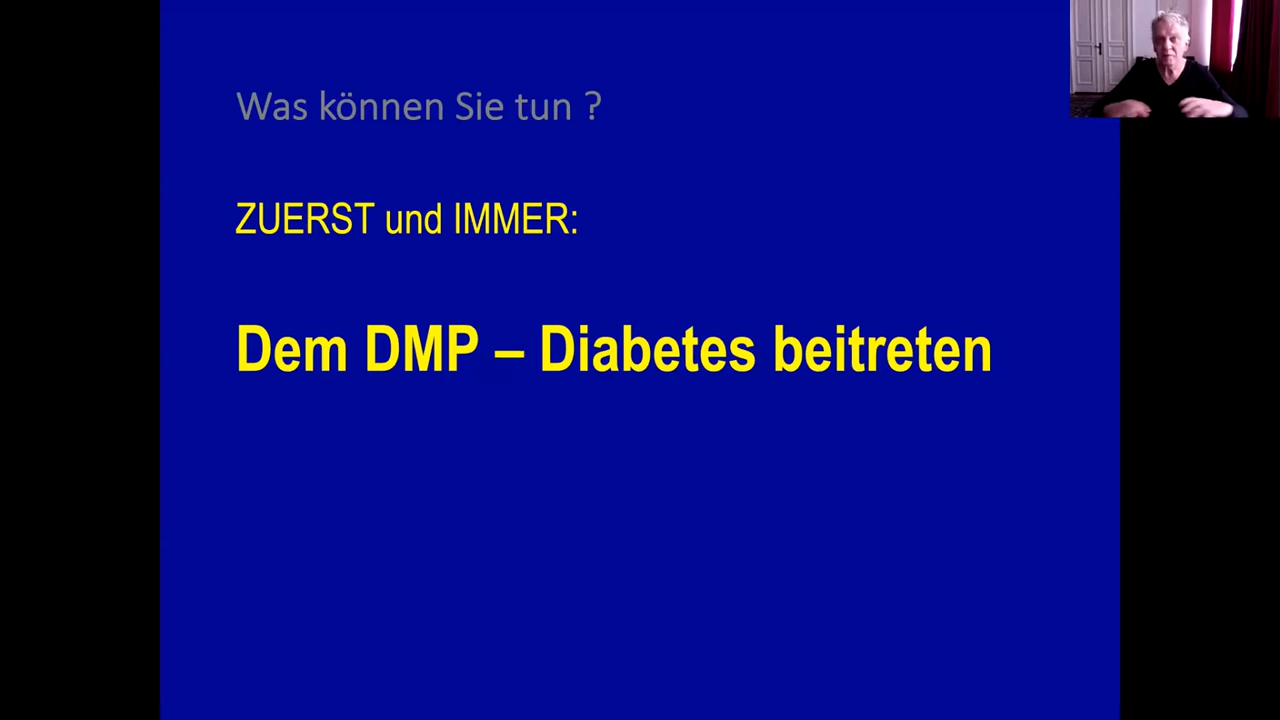 Was können Sie tun ?
ZUERST und IMMER:
Dem DMP – Diabetes beitreten